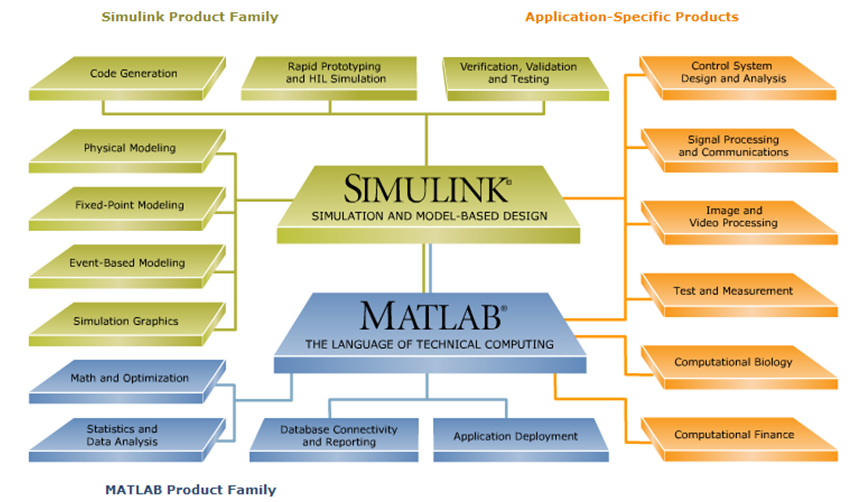 Simulink Product Family
Application-Specific Products
Code Generation
Rapid Prototyping
and HIL Simulation
Verification, Validation
and Testing
Control System
Design and Analysis
Physical Modeling
Signal Processing
and Communications
SIMULINK®
SIMULATION AND MODEL-BASED DESIGN
Fixed-Point Modeling
Image and
Video Processing
Event-Based Modeling
Test and Measurement
Simulation Graphics
MATLAB®
THE LANGUAGE OF TECHNICAL COMPUTING
Computational Biology
Math and Optimization
Statistics and
Data Analysis
Database Connectivity
and Reporting
Application Deployment
Computational Finance
MATLAB Product Family